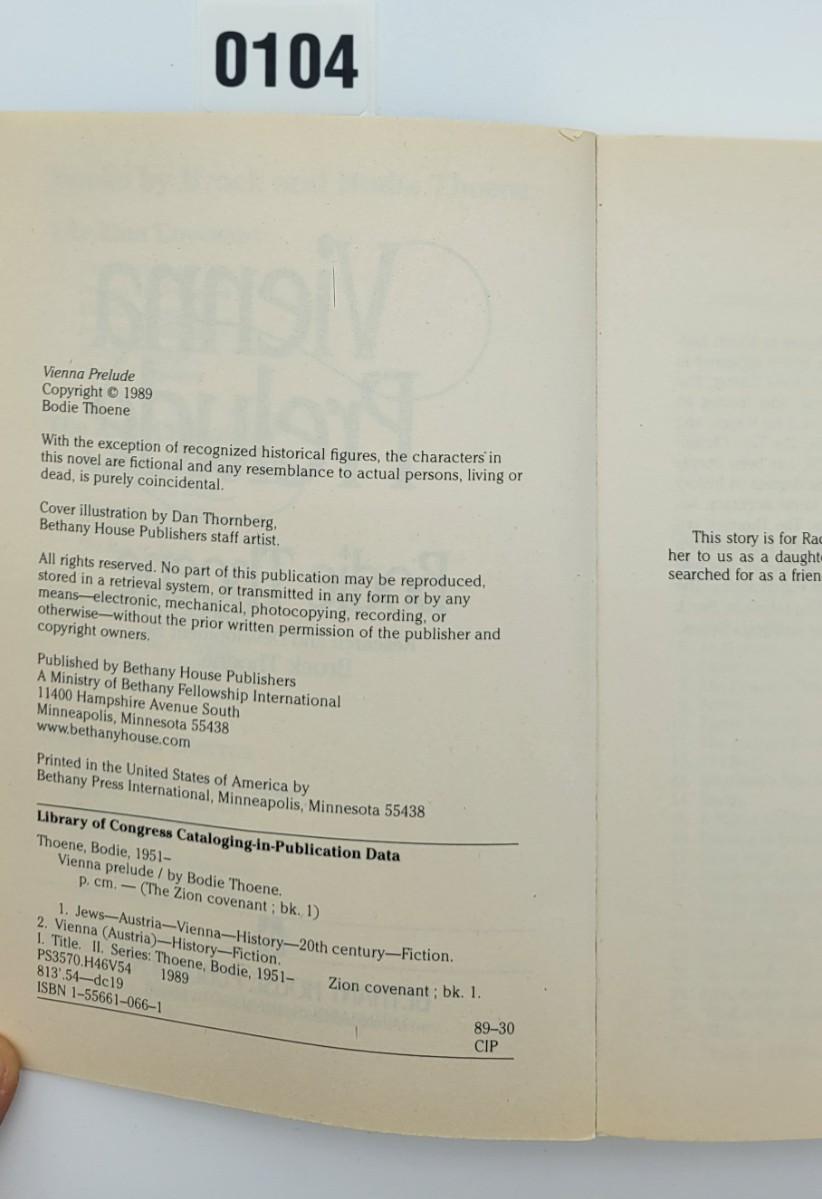 0104
Vienna Prelude
Copyright © 1989
Bodie Thoene
With the exception of recognized historical figures, the characters in
this novel are fictional and any resemblance to actual persons, living or
dead, is purely coincidental.
Cover illustration by Dan Thornberg,
Bethany House Publishers staff artist.
All rights reserved. No part of this publication may be reproduced,
stored in a retrieval system, or transmitted in any form or by any
means—electronic, mechanical, photocopying, recording, or
otherwise—without the prior written permission of the publisher and
copyright owners.
Published by Bethany House Publishers
A Ministry of Bethany Fellowship International
11400 Hampshire Avenue South
Minneapolis, Minnesota 55438
www.bethanyhouse.com
Printed in the United States of America by
Bethany Press International, Minneapolis, Minnesota 55438
Library of Congress Cataloging-in-Publication Data
Thoene, Bodie, 1951–
Vienna prelude / by Bodie Thoene.
p. cm. — (The Zion covenant ; bk. 1)
1. Jews—Austria—Vienna—History—20th century—Fiction.
2. Vienna (Austria)—History—Fiction.
I. Title. II. Series: Thoene, Bodie, 1951– Zion covenant ; bk. 1.
PS3570.H46V54 1989
813'.54—dc19
ISBN 1-55661-066-1
89–30
CIP
This story is for
her to us as a
searched for as a